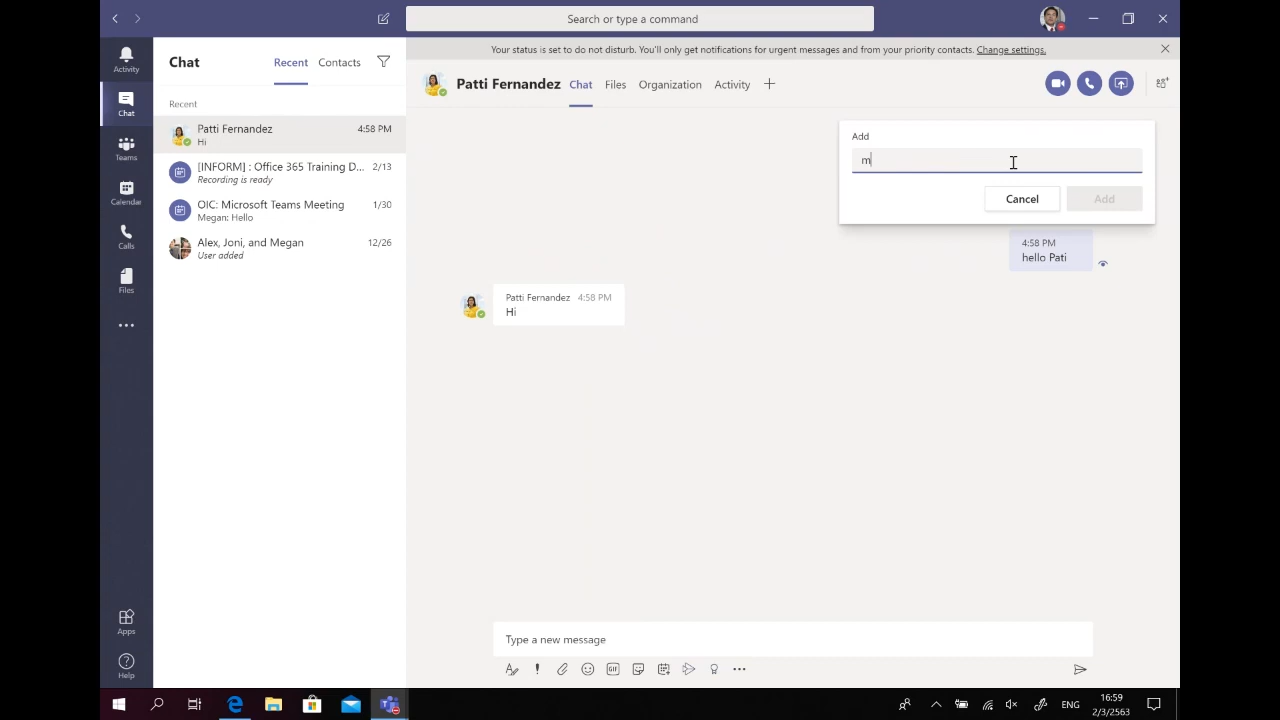 Search or type a command
Your status is set to do not disturb. You'll only get notifications for urgent messages and from your priority contacts. Change settings.
Activity
Chat
Teams
Calendar
Calls
Files
Apps
Help
Chat
Recent
Contacts
Recent
Patti Fernandez 4:58 PM
Hi
[INFORM] : Office 365 Training D... 2/13
Recording is ready
OIC: Microsoft Teams Meeting 1/30
Megan: Hello
Alex, Joni, and Megan 12/26
User added
Patti Fernandez Chat Files Organization Activity
Add
m
Cancel
Add
4:58 PM
hello Pati
Patti Fernandez 4:58 PM
Hi
Type a new message
GIF
ENG
16:59
2/3/2563